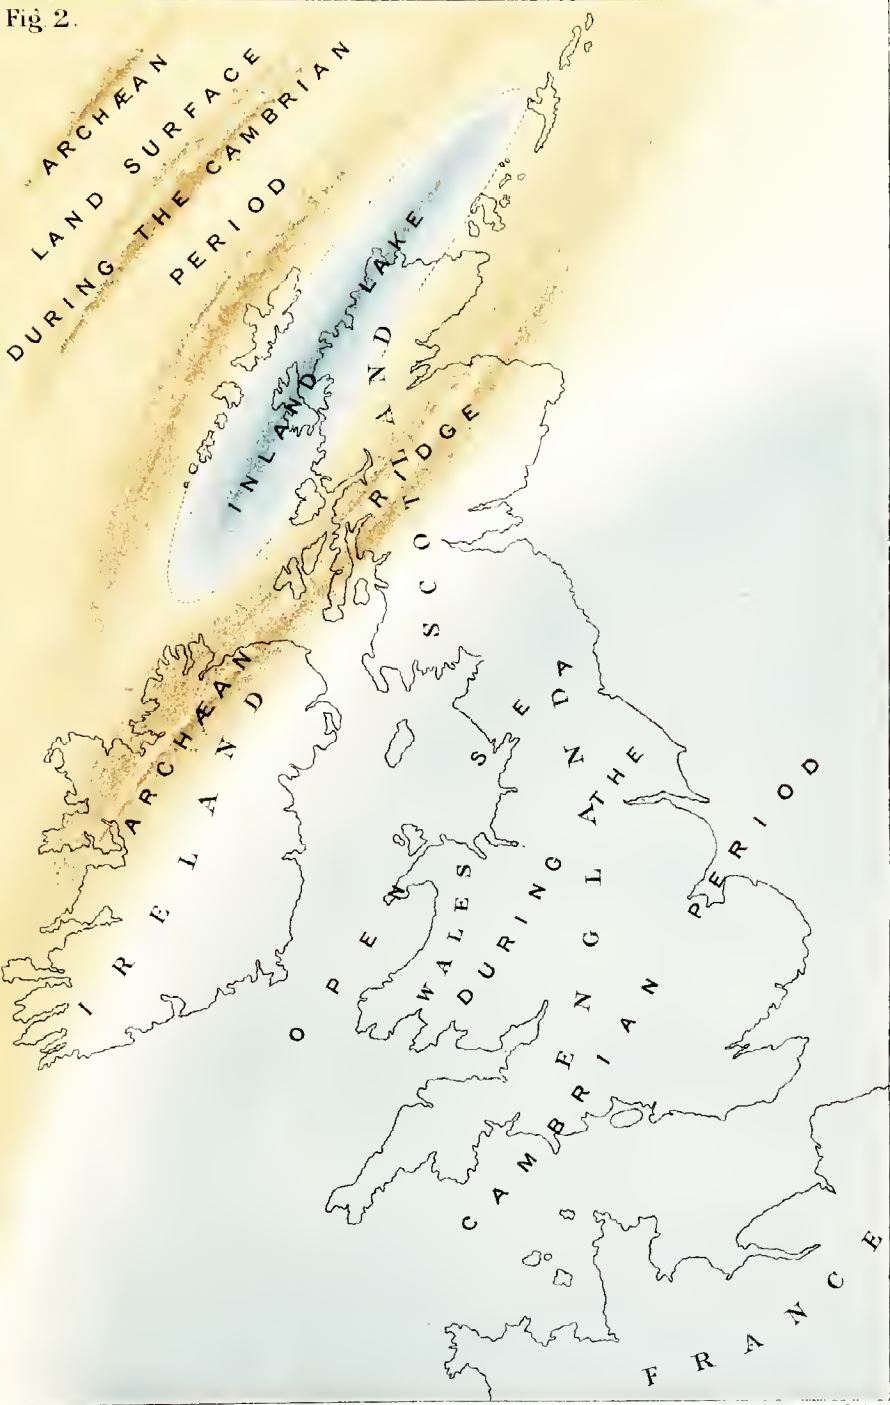 Fig. 2.
ARCHÆAN
LAND SURFACE
DURING THE CAMBRIAN
PERIOD
INLAND LAKE
SCOTLAND
ARCHÆAN RIDGE
IRELAND
OPEN SEA
DURING THE
CAMBRIAN PERIOD
WALES
ENGLAND
FRANCE